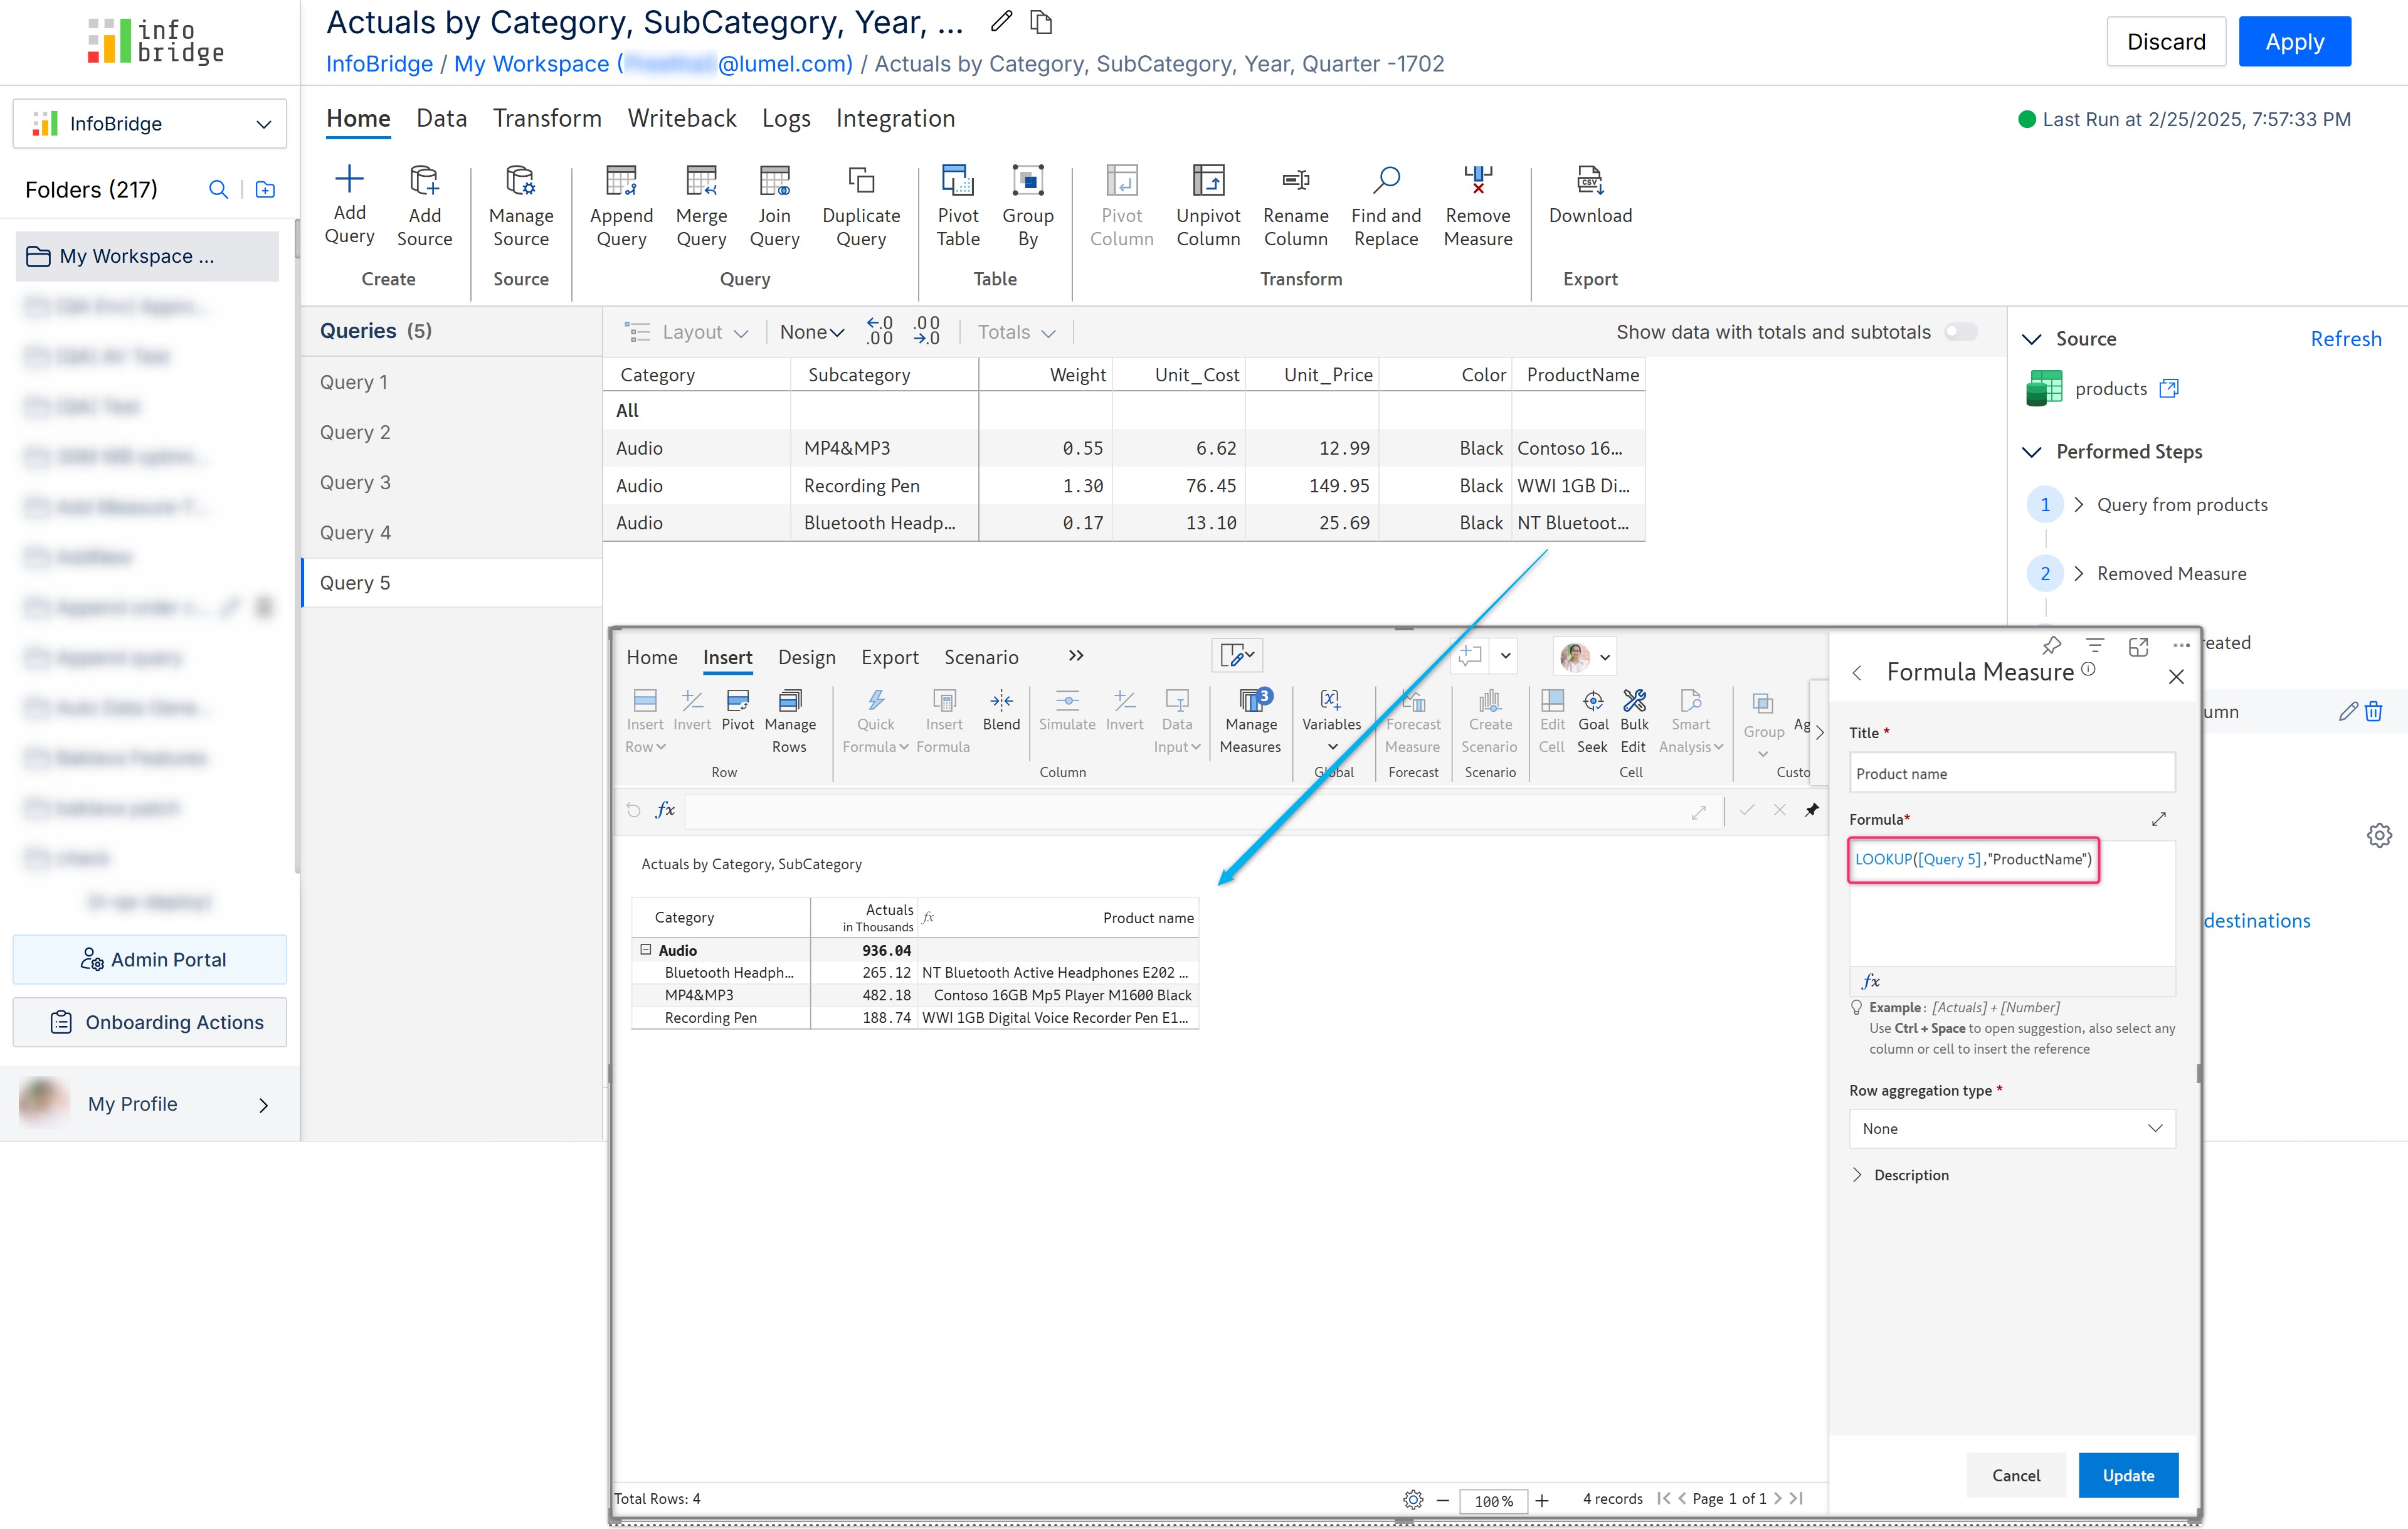 info
bridge
Actuals by Category, SubCategory, Year, ...
InfoBridge / My Workspace ( @lumel.com) / Actuals by Category, SubCategory, Year, Quarter -1702
Discard
Apply
InfoBridge
Folders (217)
My Workspace ...
Admin Portal
Onboarding Actions
My Profile
Home Data Transform Writeback Logs Integration
Last Run at 2/25/2025, 7:57:33 PM
Add Query
Add Source
Create
Manage Source
Source
Append Query
Merge Query
Join Query
Duplicate Query
Query
Pivot Table
Group By
Table
Pivot Column
Unpivot Column
Rename Column
Find and Replace
Remove Measure
Transform
CSV
Download
Export
Queries (5)
Query 1
Query 2
Query 3
Query 4
Query 5
Layout None .0 .00 .00 .0 Totals
Show data with totals and subtotals
Category Subcategory Weight Unit_Cost Unit_Price Color ProductName
All
Audio MP4&MP3 0.55 6.62 12.99 Black Contoso 16...
Audio Recording Pen 1.30 76.45 149.95 Black WWI 1GB Di...
Audio Bluetooth Headp... 0.17 13.10 25.69 Black NT Bluetoot...
Source Refresh
products
Performed Steps
1 Query from products
2 Removed Measure
reated
umn
destinations
Home Insert Design Export Scenario
Insert Row
Invert
Pivot
Manage Rows
Row
Quick Formula
Insert Formula
Blend
Simulate
Invert
Data Input
Column
3
Manage Measures
Variables
Global
Forecast Measure
Forecast
Create Scenario
Scenario
Edit Cell
Goal Seek
Bulk Edit
Smart Analysis
Cell
Group
Ag
Custo
fx
Actuals by Category, SubCategory
Category Actuals in Thousands fx Product name
Audio 936.04
Bluetooth Headph... 265.12 NT Bluetooth Active Headphones E202 ...
MP4&MP3 482.18 Contoso 16GB Mp5 Player M1600 Black
Recording Pen 188.74 WWI 1GB Digital Voice Recorder Pen E1...
Formula Measure
Title *
Product name
Formula*
LOOKUP([Query 5],"ProductName")
fx
Example : [Actuals] + [Number]
Use Ctrl + Space to open suggestion, also select any
column or cell to insert the reference
Row aggregation type *
None
Description
Cancel
Update
Total Rows: 4
100%
4 records
Page 1 of 1